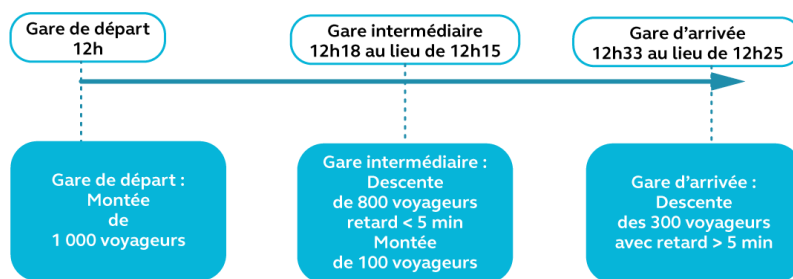 Gare de départ
12h
Gare intermédiaire
12h18 au lieu de 12h15
Gare d'arrivée
12h33 au lieu de 12h25
Gare de départ :
Montée
de
1 000 voyageurs
Gare intermédiaire :
Descente
de 800 voyageurs
retard < 5 min
Montée
de 100 voyageurs
Gare d'arrivée :
Descente
des 300 voyageurs
avec retard > 5 min